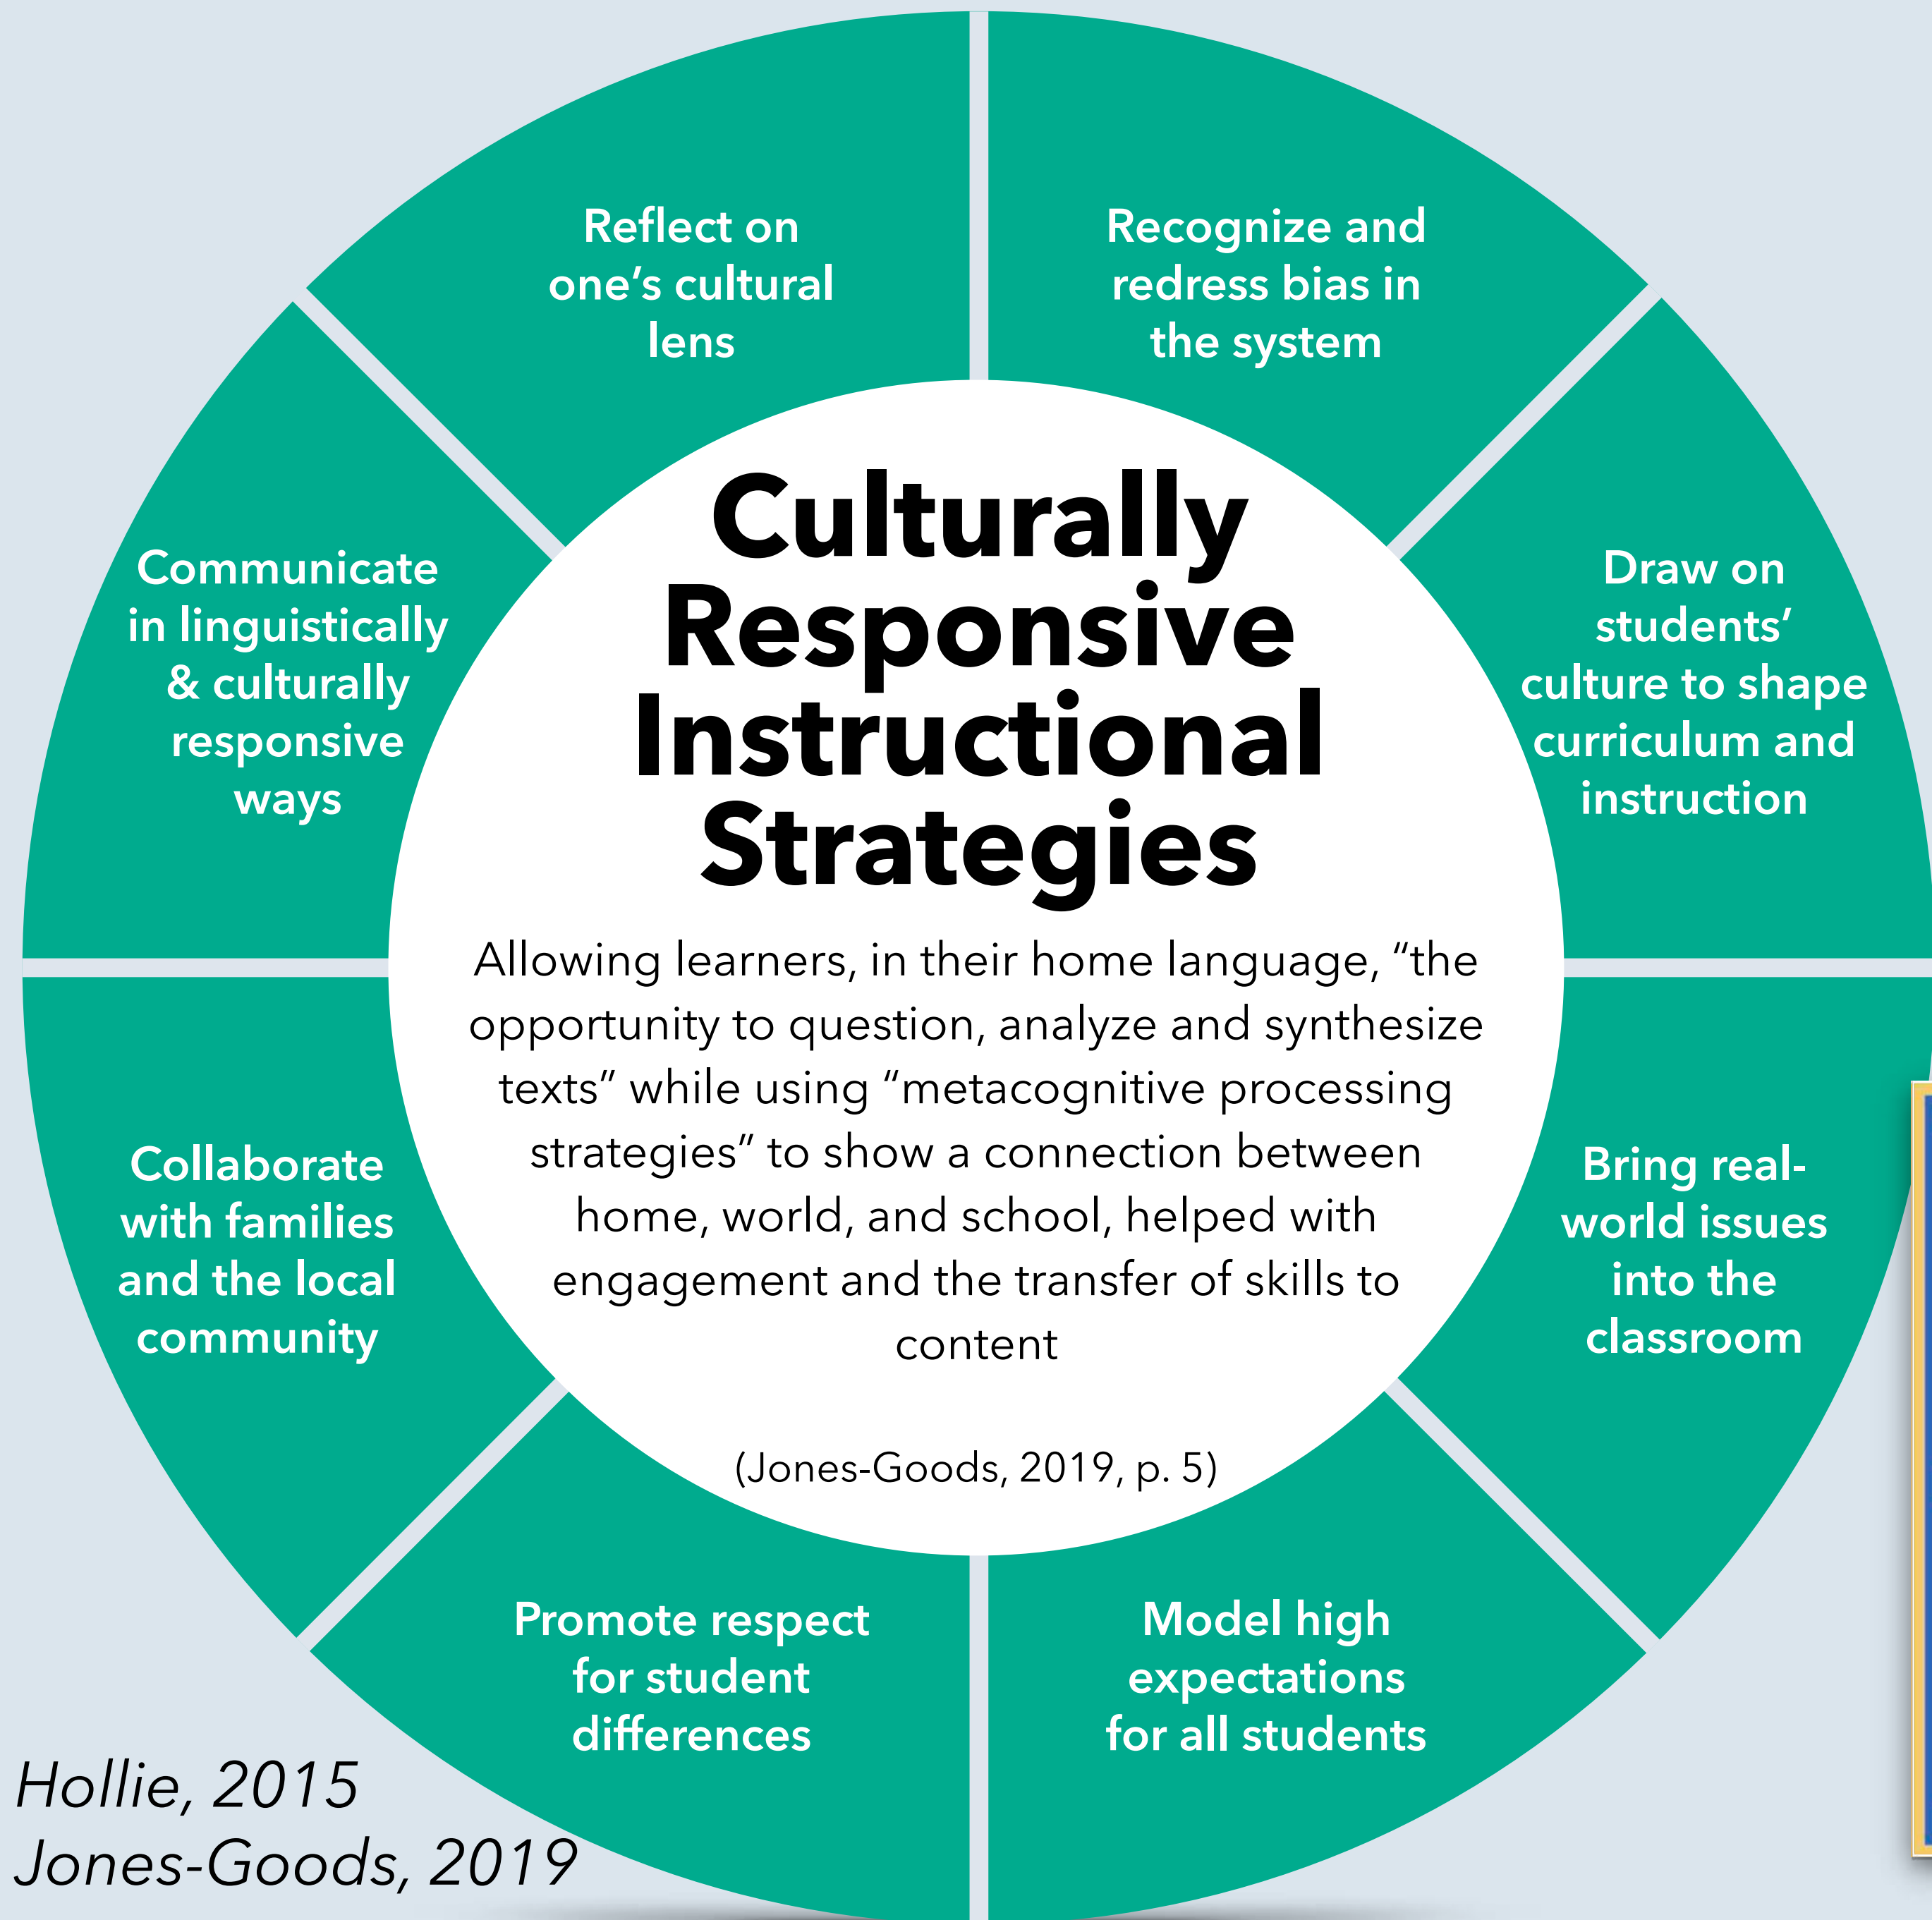 Reflect on
one's cultural
lens
Recognize and
redress bias in
the system
Draw on
students'
culture to shape
curriculum and
instruction
Bring real-
world issues
into the
classroom
Model high
expectations
for all students
Promote respect
for student
differences
Collaborate
with families
and the local
community
Communicate
in linguistically
& culturally
responsive
ways
Culturally
Responsive
Instructional
Strategies
Allowing learners, in their home language, “the
opportunity to question, analyze and synthesize
texts” while using “metacognitive processing
strategies” to show a connection between
home, world, and school, helped with
engagement and the transfer of skills to
content
(Jones-Goods, 2019, p. 5)
Hollie, 2015
Jones-Goods, 2019